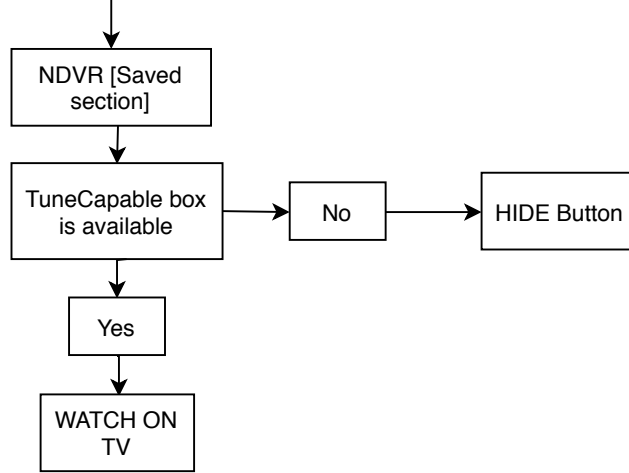 NDVR [Saved
section]
TuneCapable box
is available
No
HIDE Button
Yes
WATCH ON
TV